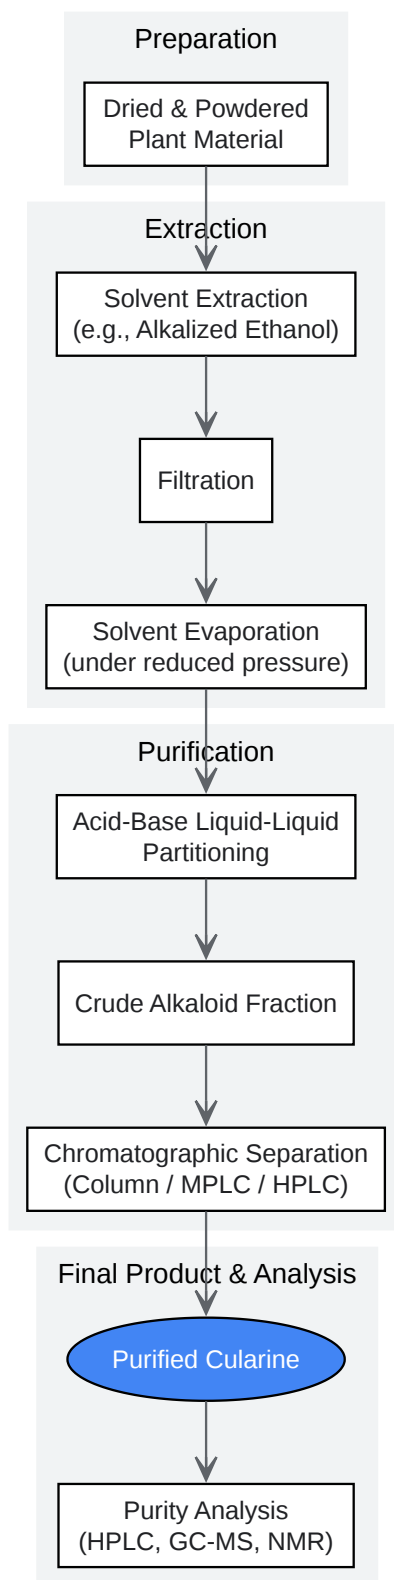 Preparation
Dried & Powdered
Plant Material
Extraction
Solvent Extraction
(e.g., Alkalized Ethanol)
Filtration
Solvent Evaporation
(under reduced pressure)
Purification
Acid-Base Liquid-Liquid
Partitioning
Crude Alkaloid Fraction
Chromatographic Separation
(Column / MPLC / HPLC)
Final Product & Analysis
Purified Cularine
Purity Analysis
(HPLC, GC-MS, NMR)